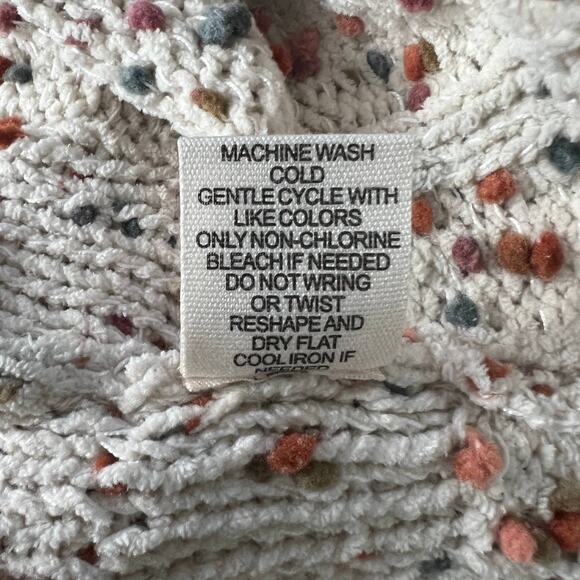 MACHINE WASH
COLD
GENTLE CYCLE WITH
LIKE COLORS
ONLY NON-CHLORINE
BLEACH IF NEEDED
DO NOT WRING
OR TWIST
RESHAPE AND
DRY FLAT
COOL IRON IF
NEEDED